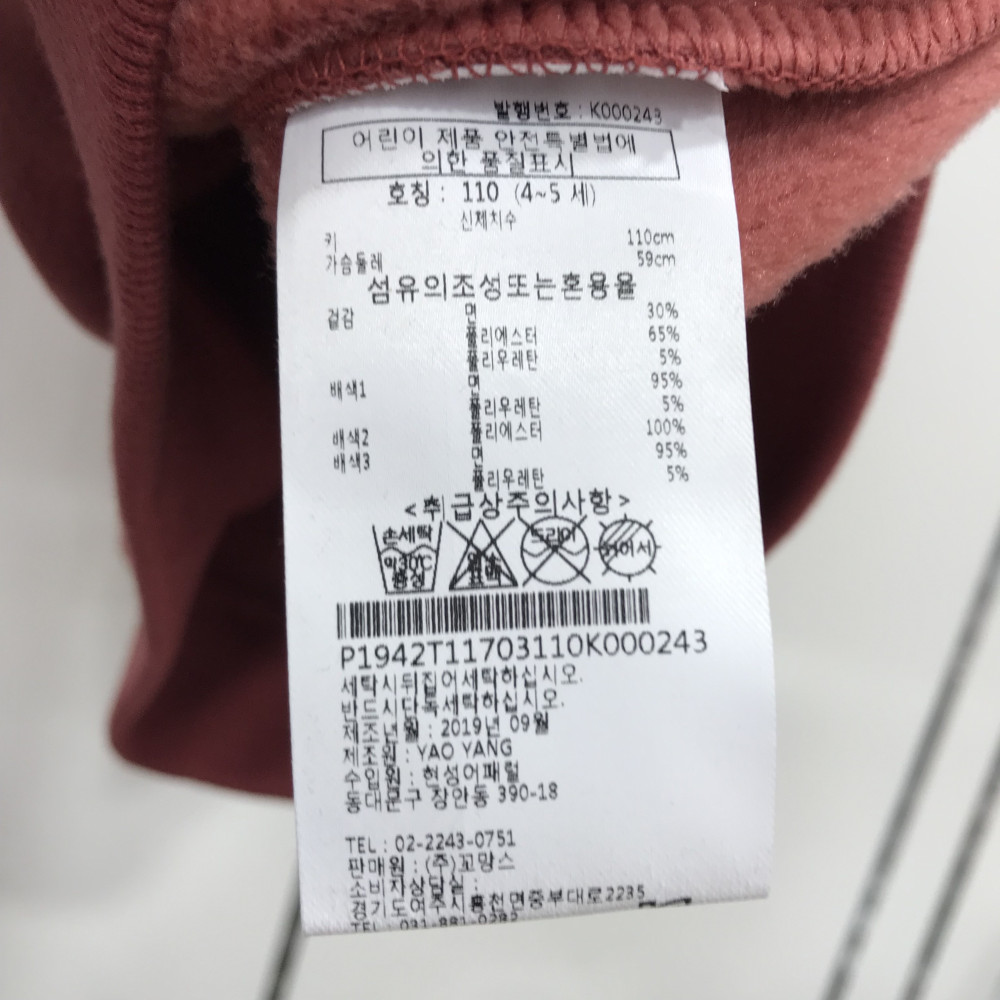 발행번호 : K000243
어린이 제품 안전특별법에
의한 품질표시
호칭 : 110 (4~5 세)
신체치수
키 110cm
가슴둘레 59cm
섬유의조성또는혼용율
겉감 면 30%
폴리에스터 65%
폴리우레탄 5%
배색1 면 95%
폴리우레탄 5%
배색2 폴리에스터 100%
배색3 면 95%
폴리우레탄 5%
<취급상주의사항>
손세탁 드라이
약30℃
중성
P1942T11703110K000243
세탁시뒤집어세탁하십시오.
반드시단독세탁하십시오.
제조년월 : 2019년 09월
제조원 : YAO YANG
수입원 : 현성어패럴
동대문구 장안동 390-18
TEL : 02-2243-0751
판매원 : (주)꼬망스
소비자상담실 :
경기도여주시흥천면중부대로2235
TEL : 031-881-0282